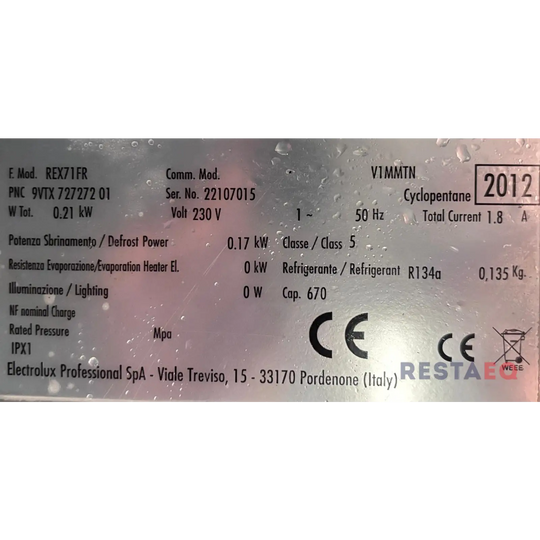 F. Mod. REX71FR Comm. Mod. V1MMTN
PNC 9VTX 727272 01 Ser. No. 22107015 Cyclopentane 2012
W Tot. 0.21 kW Volt 230 V 1 ~ 50 Hz Total Current 1.8 A
Potenza Sbrinamento / Defrost Power 0.17 kW Classe / Class 5
Resistenza Evaporazione/Evaporation Heater El. 0 kW Refrigerante / Refrigerant R134a 0,135 Kg.
Illuminazione / Lighting 0 W Cap. 670
NF nominal Charge
Rated Pressure Mpa
IPX1
CE CE WEEE
Electrolux Professional SpA - Viale Treviso, 15 - 33170 Pordenone (Italy)
RESTAEQ